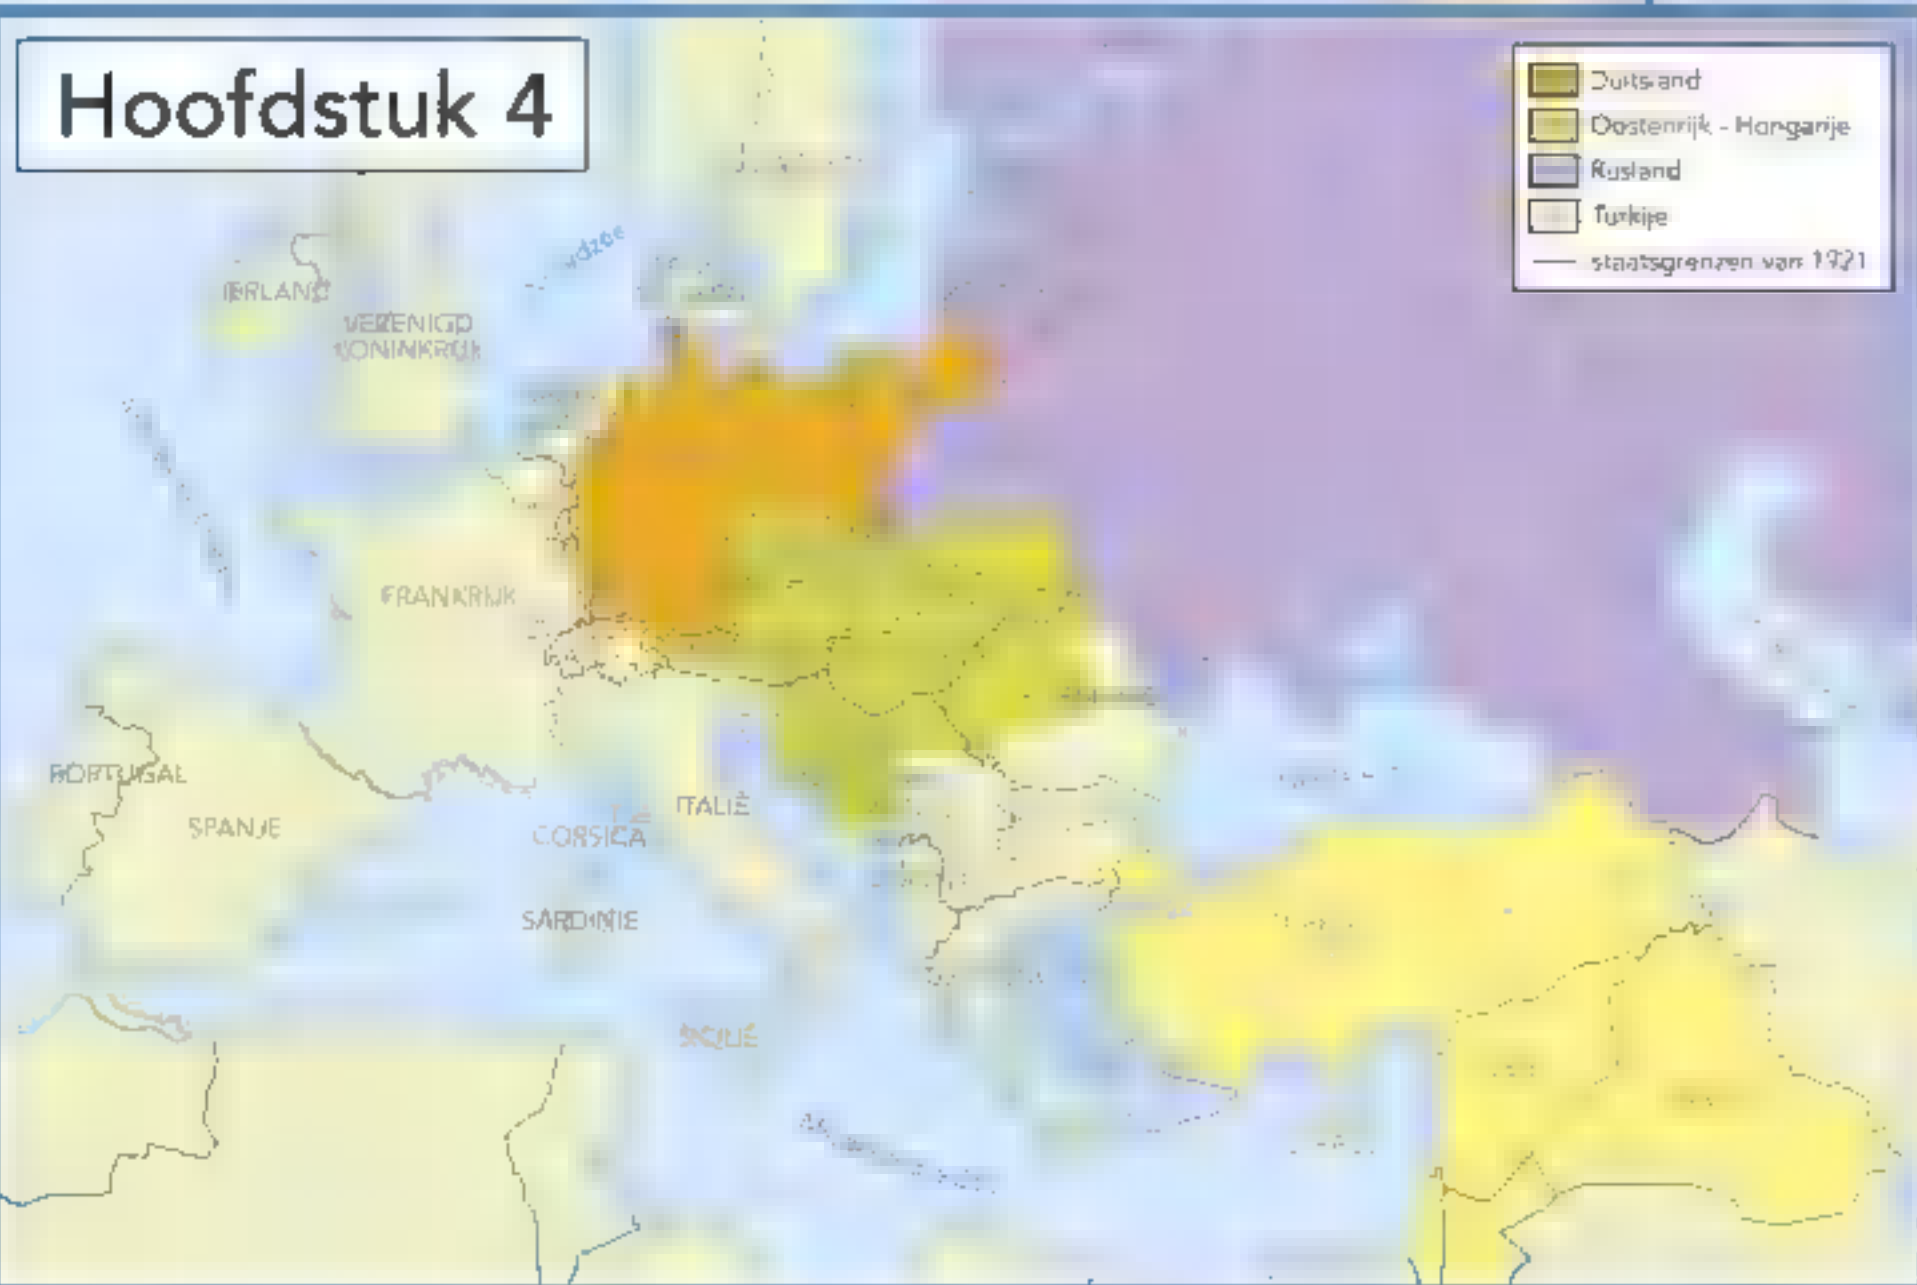 Hoofdstuk 4
Duitsland
Oostenrijk - Hongarije
Rusland
Turkije
staatsgrenzen van 1921
IERLAND
VERENIGD
KONINKRIJK
FRANKRIJK
PORTUGAL
SPANJE
ITALIË
CORSICA
SARDINIË
SICILIË